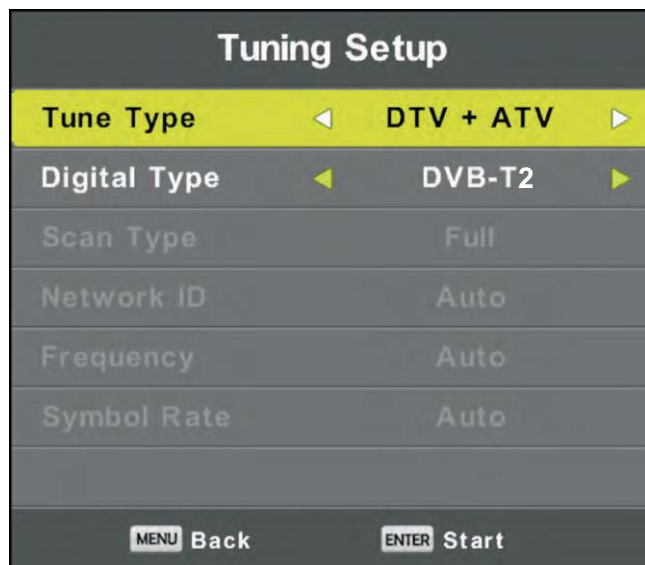 Tuning Setup
Tune Type DTV + ATV
Digital Type DVB-T2
Scan Type Full
Network ID Auto
Frequency Auto
Symbol Rate Auto
MENU Back ENTER Start